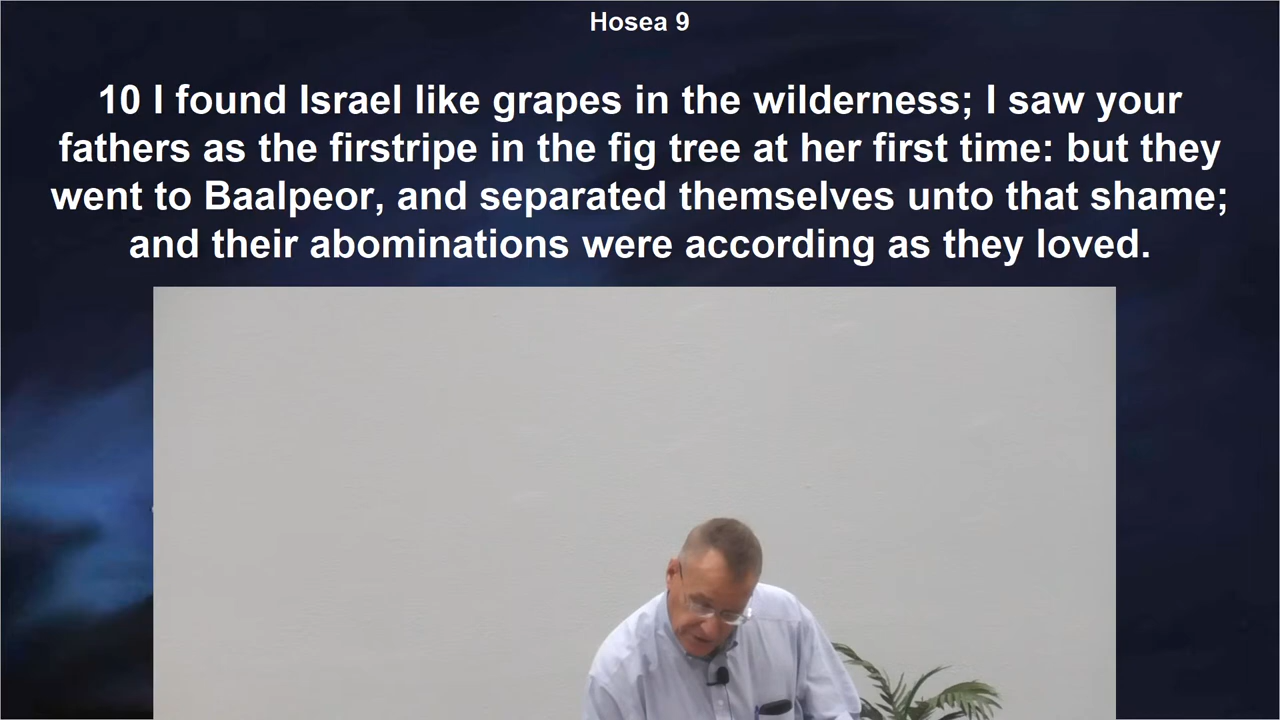 Hosea 9
10 I found Israel like grapes in the wilderness; I saw your
fathers as the firstripe in the fig tree at her first time: but they
went to Baalpeor, and separated themselves unto that shame;
and their abominations were according as they loved.